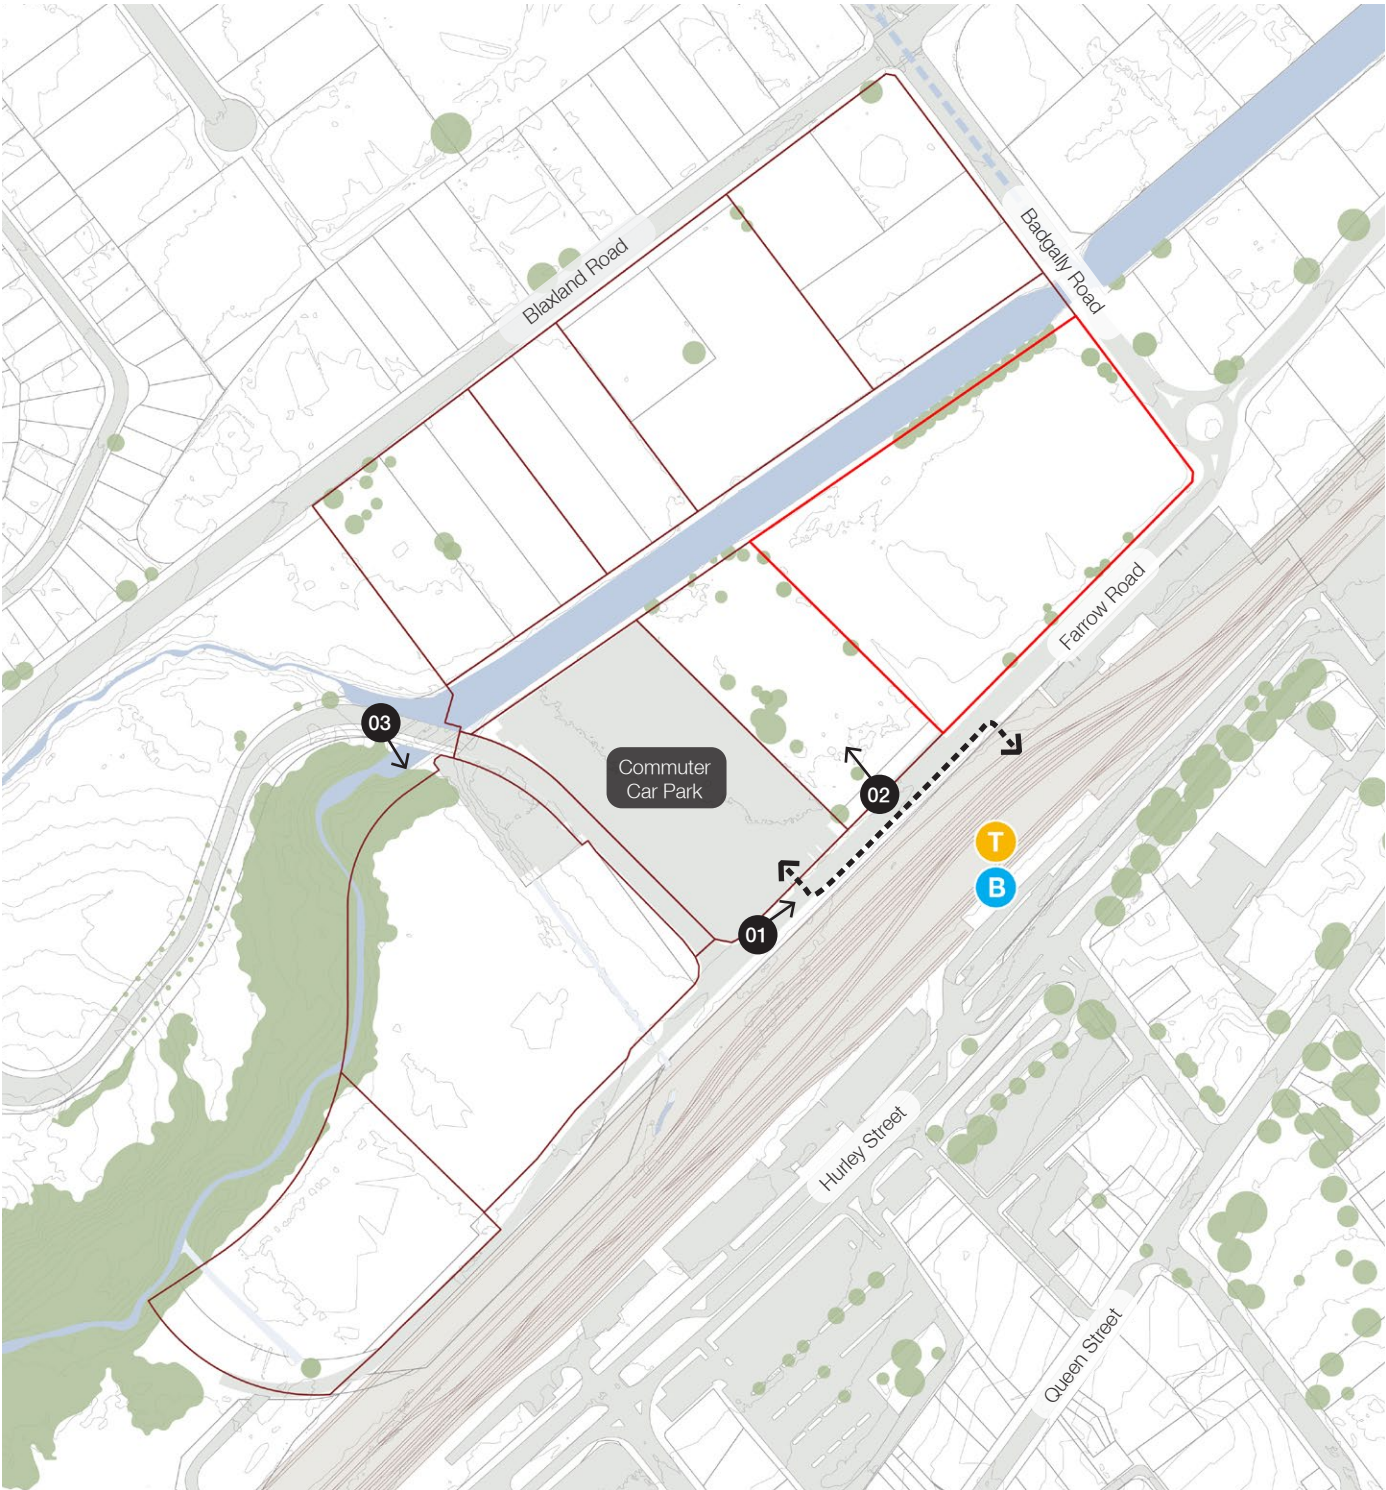 Blaxland Road
Badgally Road
Farrow Road
03
Commuter
Car Park
02
T
B
01
Hurley Street
Queen Street